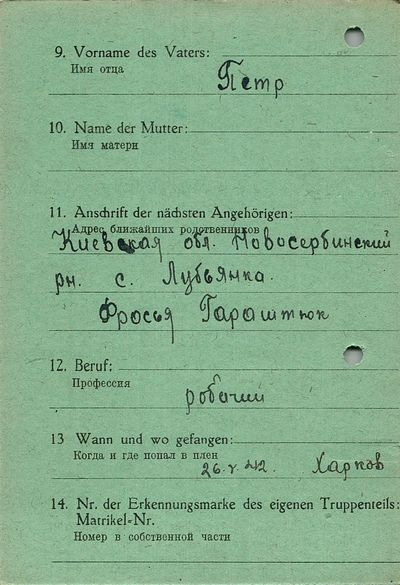 9. Vorname des Vaters:
Имя отца
Петр
10. Name der Mutter:
Имя матери
11. Anschrift der nächsten Angehörigen:
Адрес ближайших родственников
Киевская обл. Новосербинский
рн. с. Лубьянка.
Фросья Гараштюк
12. Beruf:
Профессия
робочий
13 Wann und wo gefangen:
Когда и где попал в плен
26.V.42. Харков
14. Nr. der Erkennungsmarke des eigenen Truppenteils:
Matrikel-Nr.
Номер в собственной части